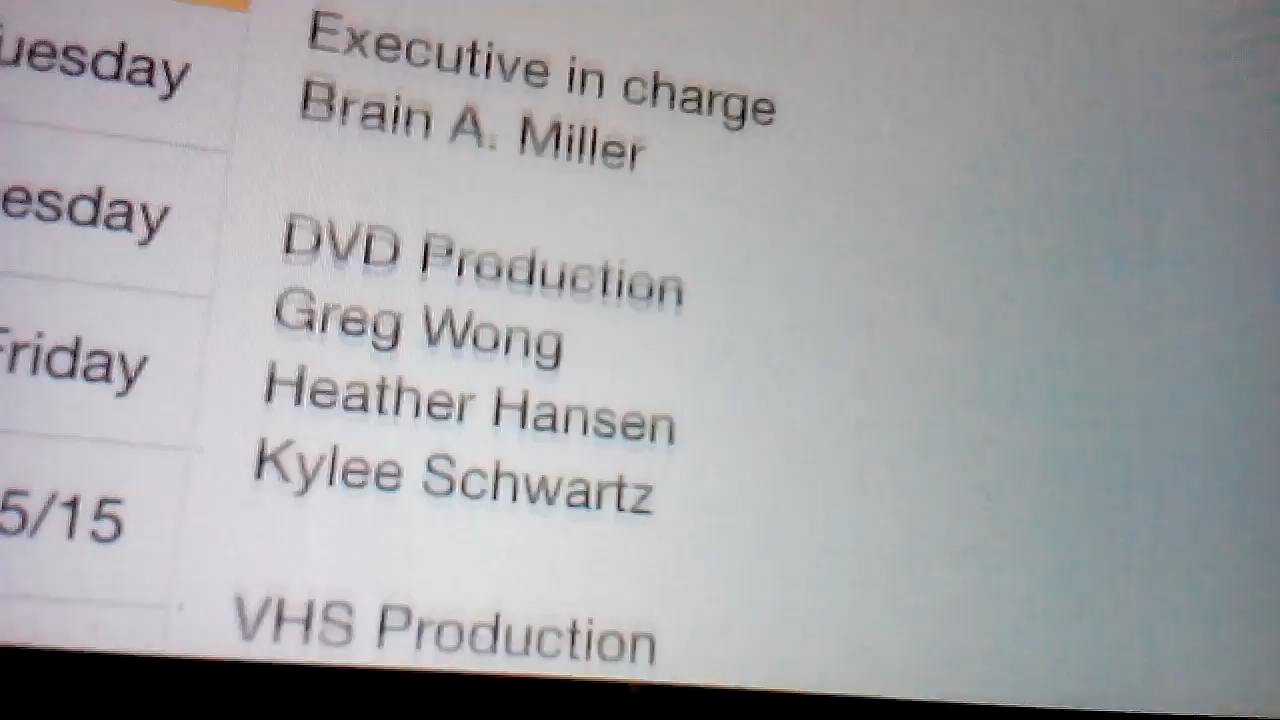 uesday
esday
Friday
5/15
Executive in charge
Brain A. Miller
DVD Production
Greg Wong
Heather Hansen
Kylee Schwartz
VHS Production